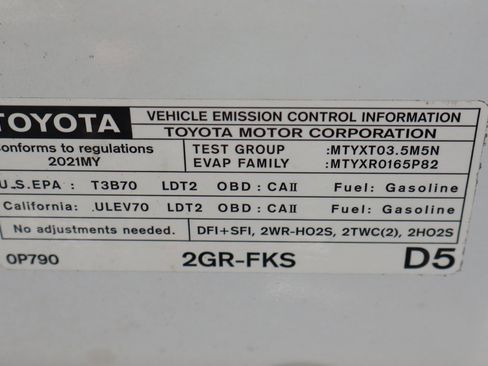 TOYOTA VEHICLE EMISSION CONTROL INFORMATION
TOYOTA MOTOR CORPORATION
onforms to regulations TEST GROUP :MTYXT03.5M5N
2021MY EVAP FAMILY :MTYXR0165P82
U.S.EPA : T3B70 LDT2 OBD : CAII Fuel: Gasoline
California: ULEV70 LDT2 OBD : CAII Fuel: Gasoline
No adjustments needed. DFI+SFI, 2WR-HO2S, 2TWC(2), 2HO2S
0P790 2GR-FKS D5